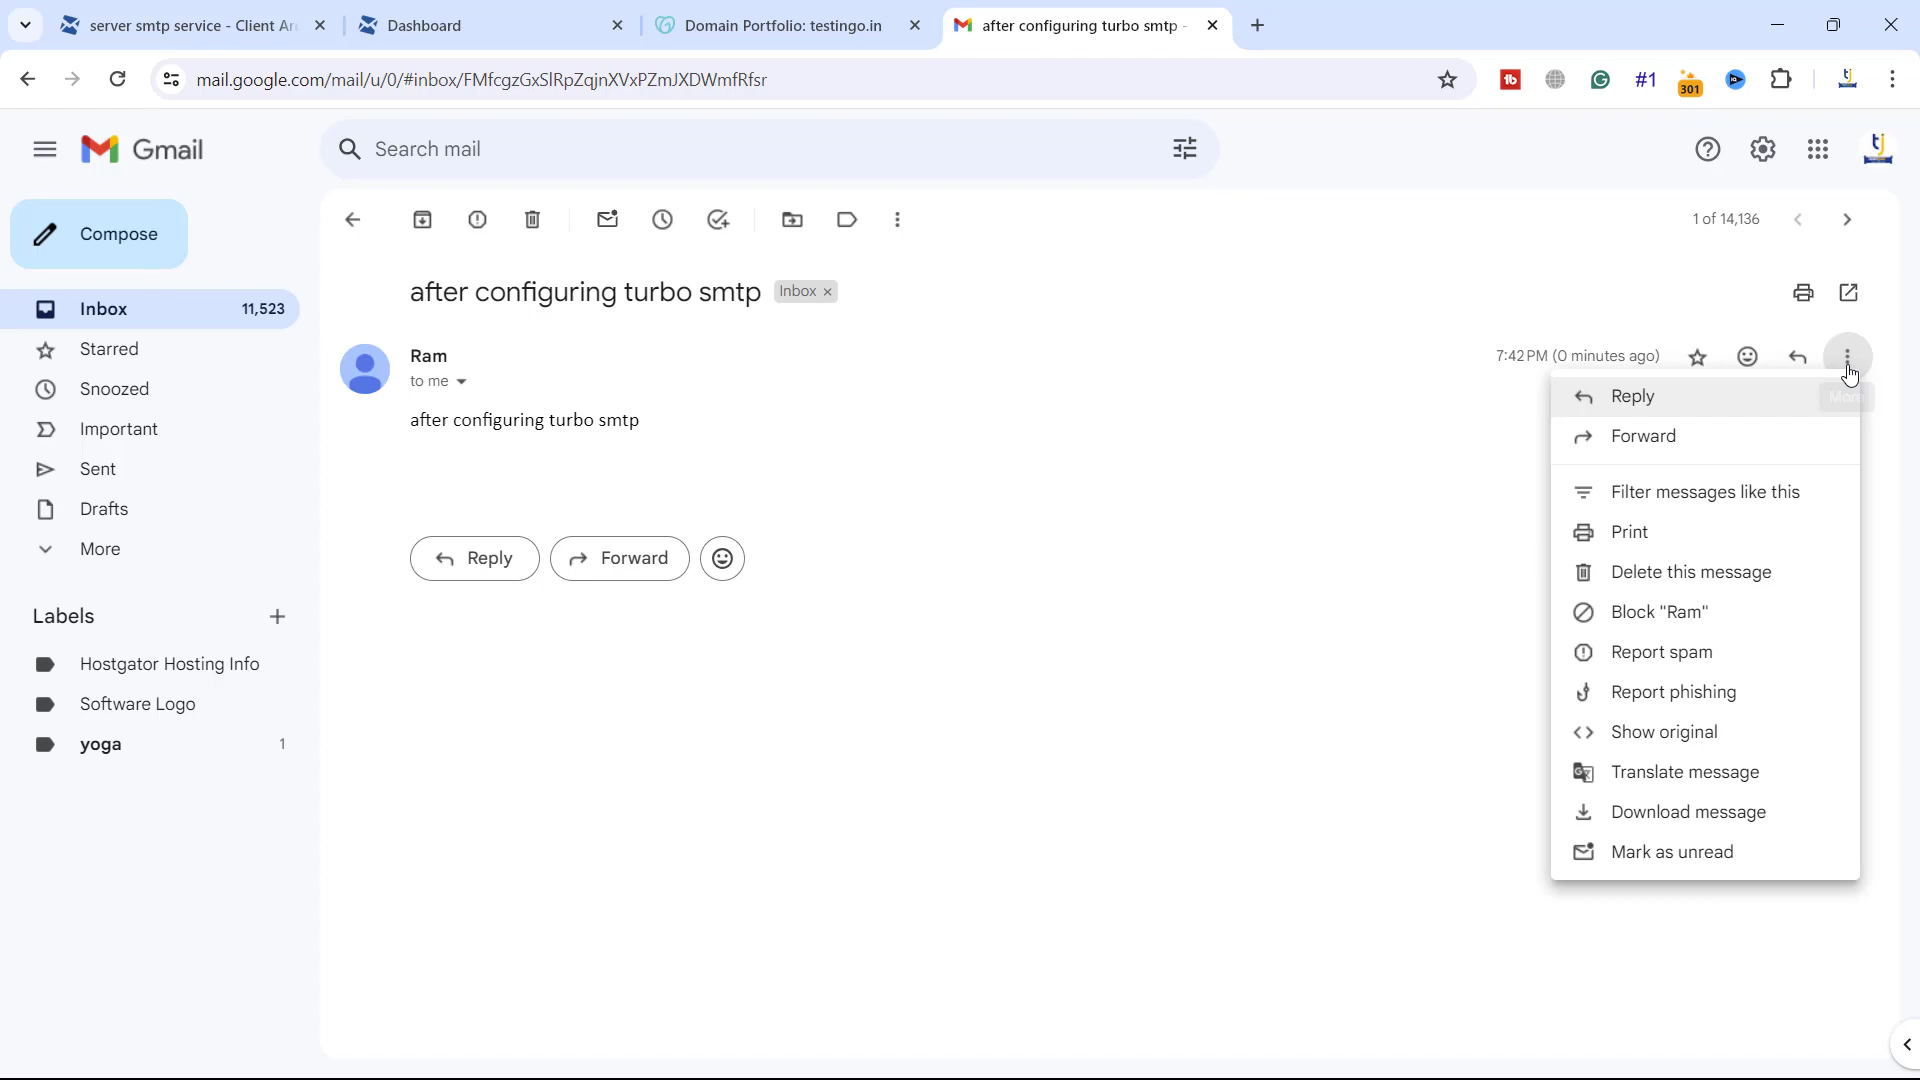 server smtp service - Client Ar
Dashboard
Domain Portfolio: testingo.in
after configuring turbo smtp -
mail.google.com/mail/u/0/#inbox/FMfcgzGxSlRpZqjnXVxPZmJXDWmfRfsr
#1
301
Gmail
Search mail
Compose
1 of 14,136
after configuring turbo smtp
Inbox ×
Inbox 11,523
Starred
Snoozed
Important
Sent
Drafts
More
Ram
to me
7:42 PM (0 minutes ago)
after configuring turbo smtp
Reply
Forward
Reply
Forward
Filter messages like this
Print
Delete this message
Block "Ram"
Report spam
Report phishing
Show original
Translate message
Download message
Mark as unread
Labels
Hostgator Hosting Info
Software Logo
yoga 1